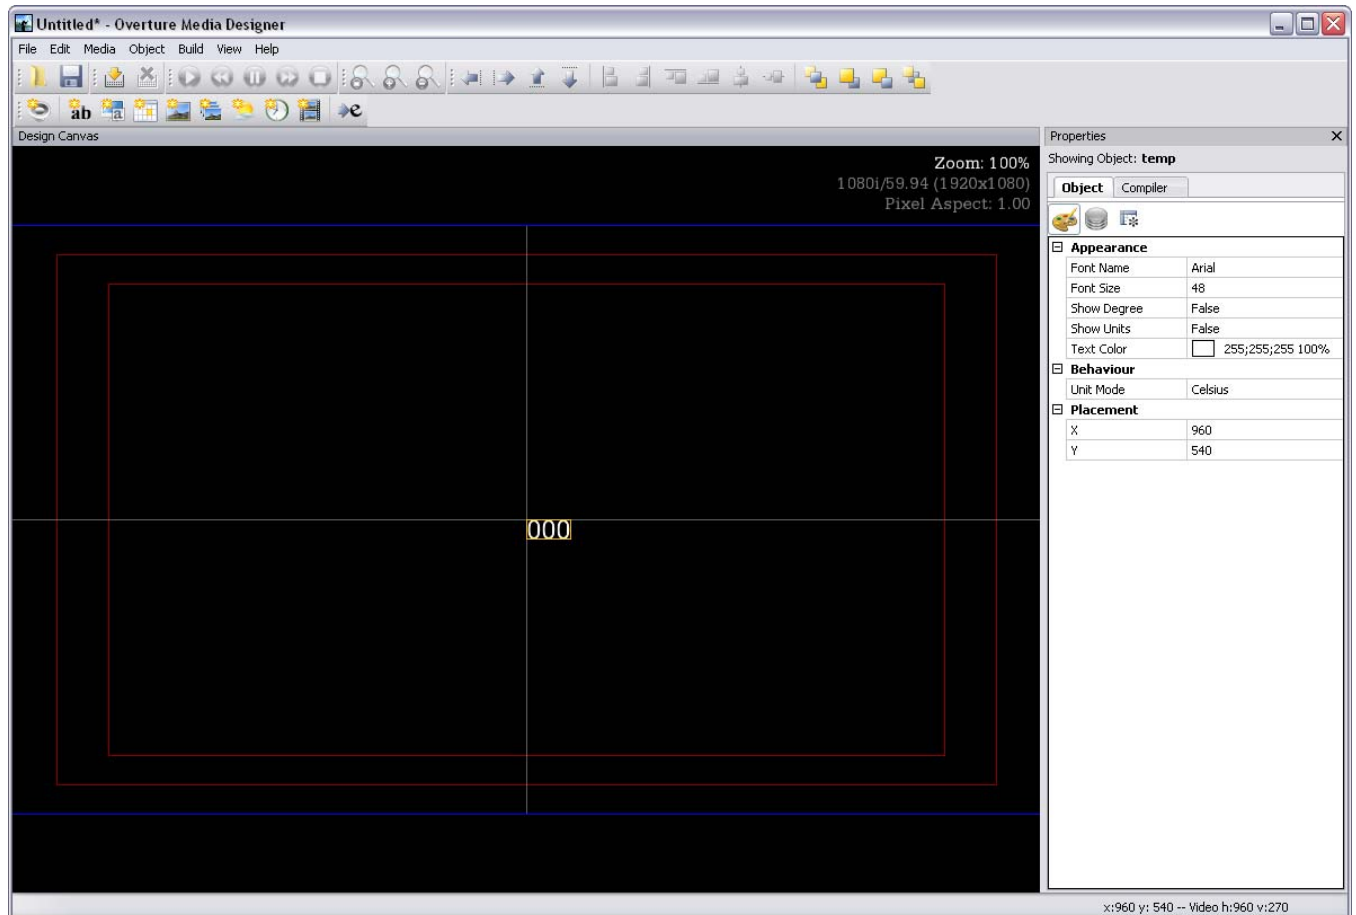 Untitled* - Overture Media Designer
File Edit Media Object Build View Help
ab a e
Design Canvas
Zoom: 100%
1080i/59.94 (1920x1080)
Pixel Aspect: 1.00
000
Properties
Showing Object: temp
Object Compiler
Appearance
Font Name Arial
Font Size 48
Show Degree False
Show Units False
Text Color 255;255;255 100%
Behaviour
Unit Mode Celsius
Placement
X 960
Y 540
x:960 y: 540 -- Video h:960 v:270